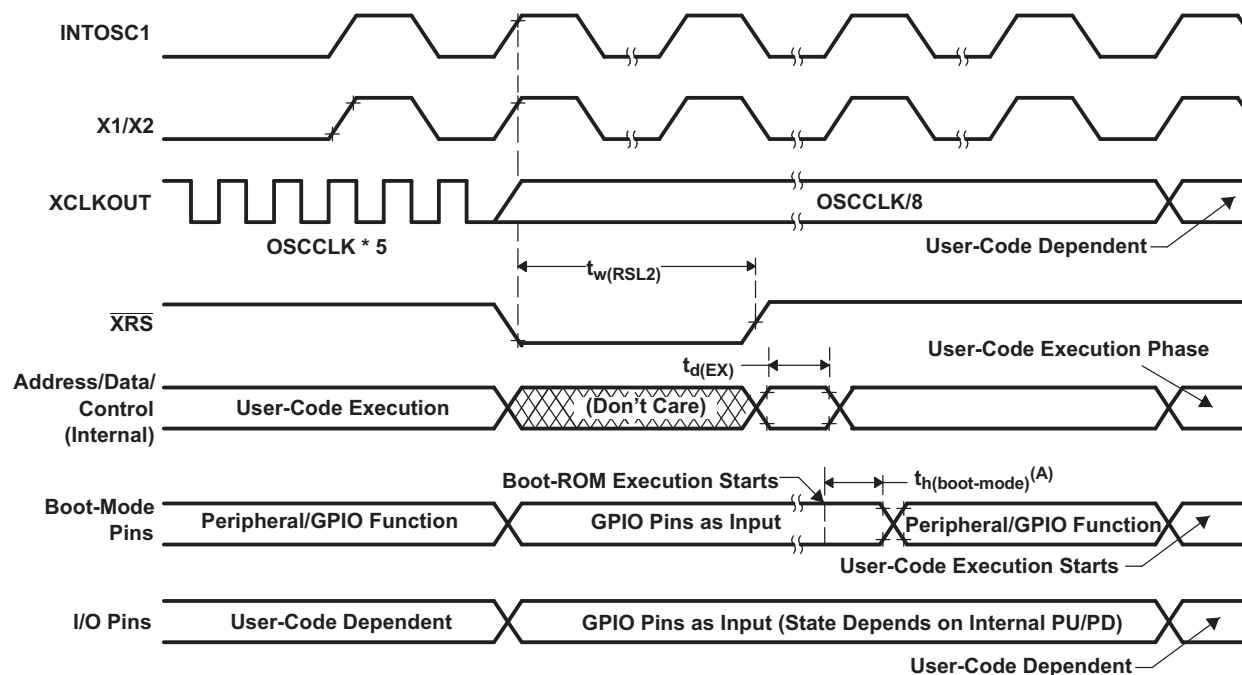 INTOSC1
X1/X2
XCLKOUT
OSCCLK/8
OSCCLK * 5
User-Code Dependent
tw(RSL2)
XRS
User-Code Execution Phase
td(EX)
Address/Data/
Control
(Internal)
User-Code Execution
(Don't Care)
Boot-ROM Execution Starts
th(boot-mode)(A)
Boot-Mode
Pins
Peripheral/GPIO Function
GPIO Pins as Input
Peripheral/GPIO Function
User-Code Execution Starts
I/O Pins
User-Code Dependent
GPIO Pins as Input (State Depends on Internal PU/PD)
User-Code Dependent